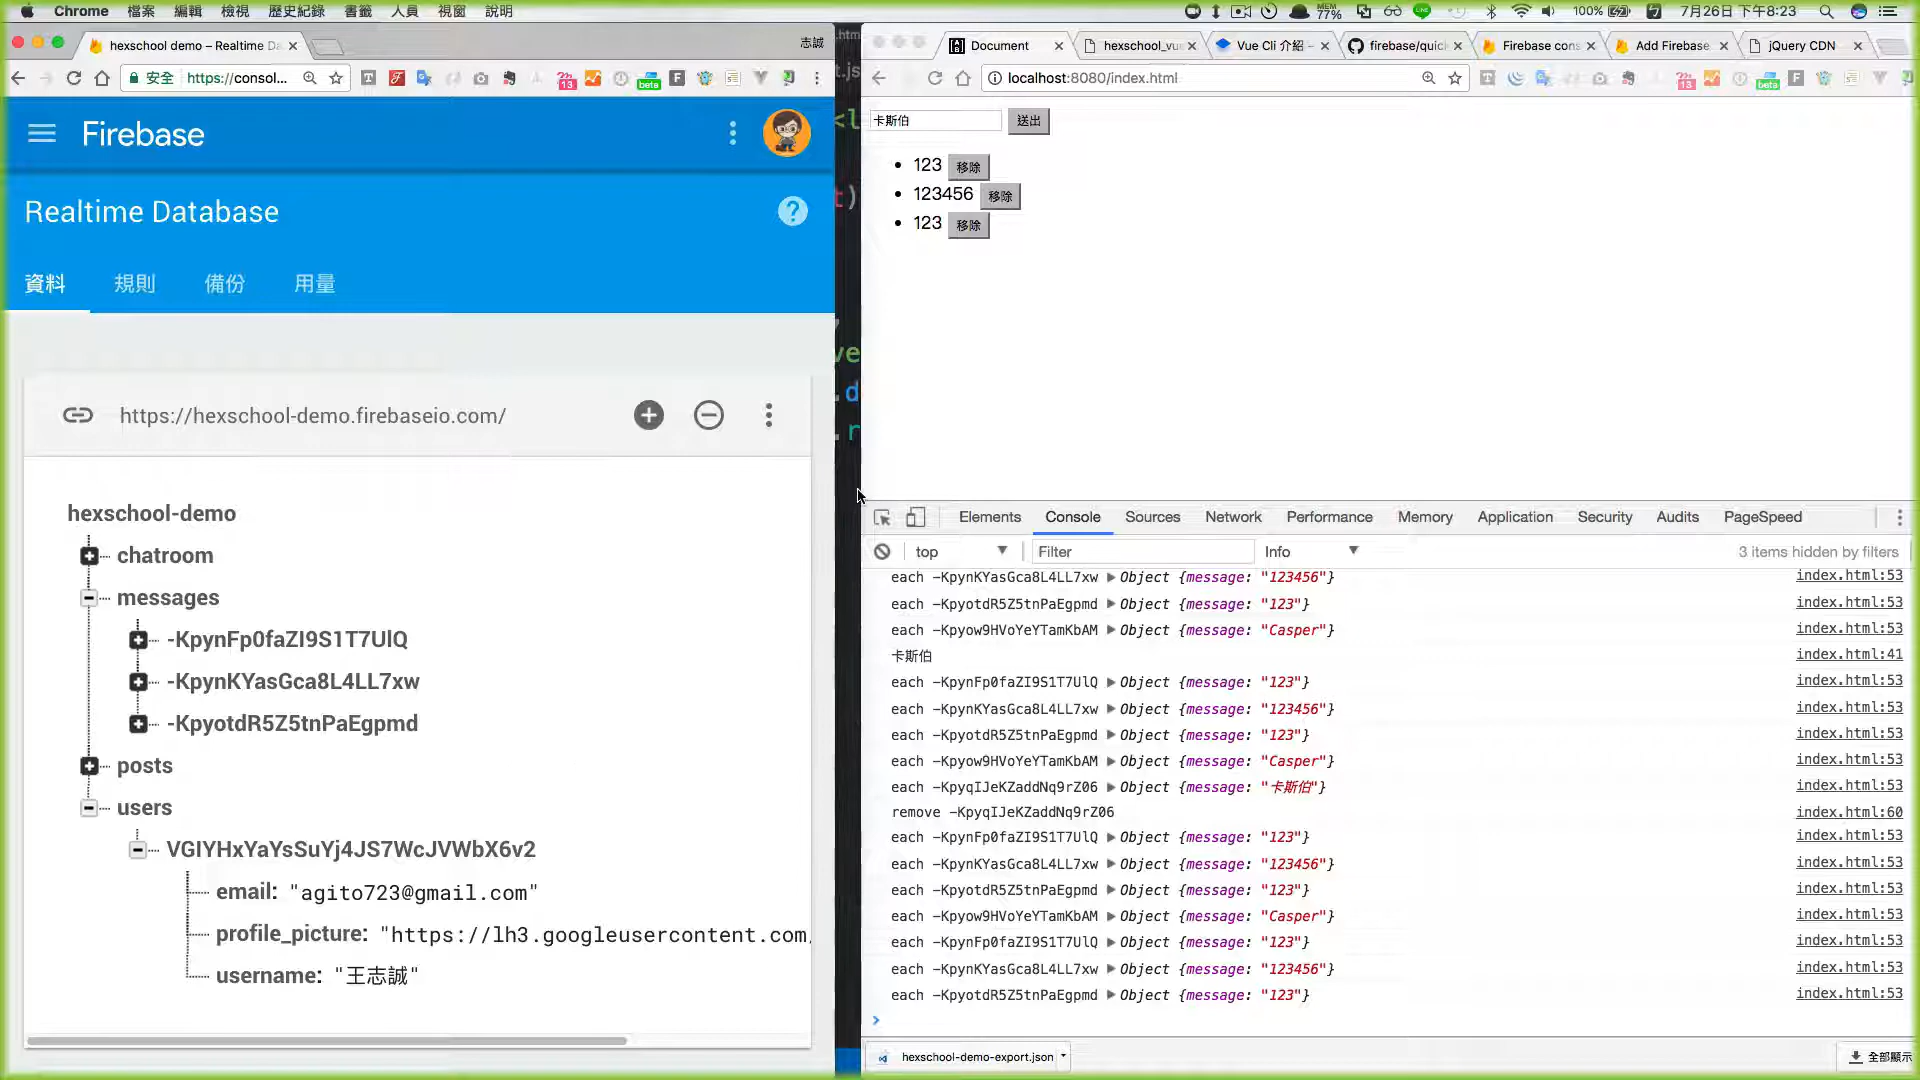 Chrome 檔案 編輯 檢視 歷史紀錄 書籤 人員 視窗 說明
MEM 77% 100% 7月26日 下午8:23
hexschool demo – Realtime Da
志誠
安全 https://consol...
13
beta
Firebase
Realtime Database
資料 規則 備份 用量
https://hexschool-demo.firebaseio.com/
hexschool-demo
chatroom
messages
-KpynFp0faZI9S1T7UlQ
-KpynKYasGca8L4LL7xw
-KpyotdR5Z5tnPaEgpmd
posts
users
VGIYHxYaYsSuYj4JS7WcJVWbX6v2
email: "agito723@gmail.com"
profile_picture: "https://lh3.googleusercontent.com/
username: "王志誠"
Document hexschool_vue Vue Cli 介紹 – firebase/quic Firebase cons Add Firebase jQuery CDN
localhost:8080/index.html
13
beta
卡斯伯 送出
123 移除
123456 移除
123 移除
Elements Console Sources Network Performance Memory Application Security Audits PageSpeed
top Filter Info 3 items hidden by filters
each -KpynKYasGca8L4LL7xw Object {message: "123456"} index.html:53
each -KpyotdR5Z5tnPaEgpmd Object {message: "123"} index.html:53
each -Kpyow9HVoYeYTamKbAM Object {message: "Casper"} index.html:53
卡斯伯 index.html:41
each -KpynFp0faZI9S1T7UlQ Object {message: "123"} index.html:53
each -KpynKYasGca8L4LL7xw Object {message: "123456"} index.html:53
each -KpyotdR5Z5tnPaEgpmd Object {message: "123"} index.html:53
each -Kpyow9HVoYeYTamKbAM Object {message: "Casper"} index.html:53
each -KpyqIJeKZaddNq9rZ06 Object {message: "卡斯伯"} index.html:53
remove -KpyqIJeKZaddNq9rZ06 index.html:60
each -KpynFp0faZI9S1T7UlQ Object {message: "123"} index.html:53
each -KpynKYasGca8L4LL7xw Object {message: "123456"} index.html:53
each -KpyotdR5Z5tnPaEgpmd Object {message: "123"} index.html:53
each -Kpyow9HVoYeYTamKbAM Object {message: "Casper"} index.html:53
each -KpynFp0faZI9S1T7UlQ Object {message: "123"} index.html:53
each -KpynKYasGca8L4LL7xw Object {message: "123456"} index.html:53
each -KpyotdR5Z5tnPaEgpmd Object {message: "123"} index.html:53
hexschool-demo-export.json 全部顯示